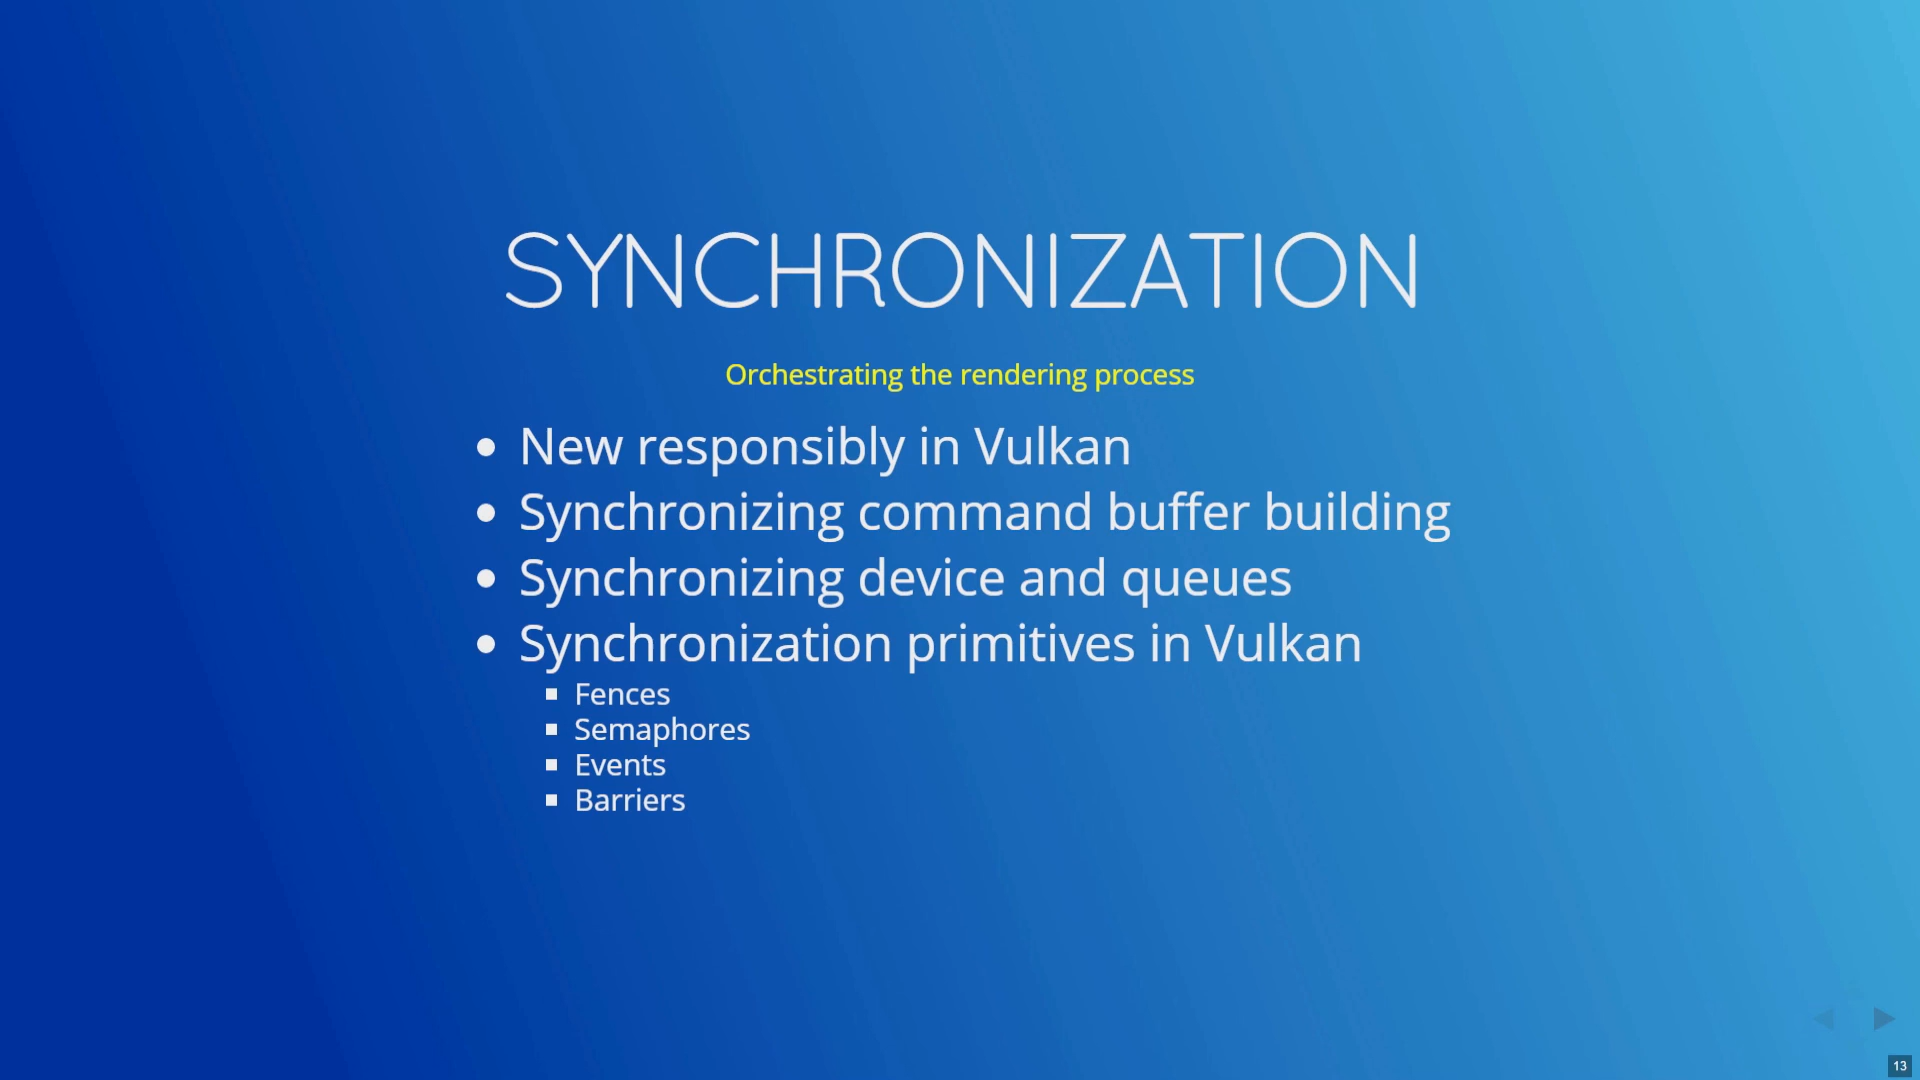 SYNCHRONIZATION
Orchestrating the rendering process
New responsibly in Vulkan
Synchronizing command buffer building
Synchronizing device and queues
Synchronization primitives in Vulkan
Fences
Semaphores
Events
Barriers
13